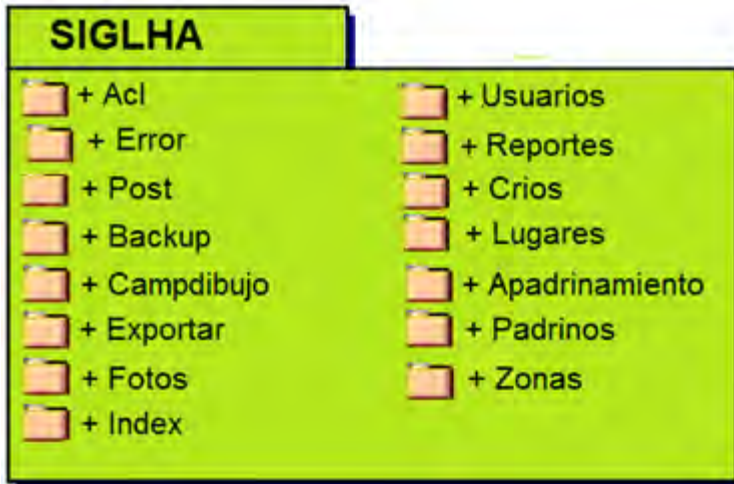 SIGLHA
+ Acl
+ Error
+ Post
+ Backup
+ Campdibujo
+ Exportar
+ Fotos
+ Index
+ Usuarios
+ Reportes
+ Crios
+ Lugares
+ Apadrinamiento
+ Padrinos
+ Zonas